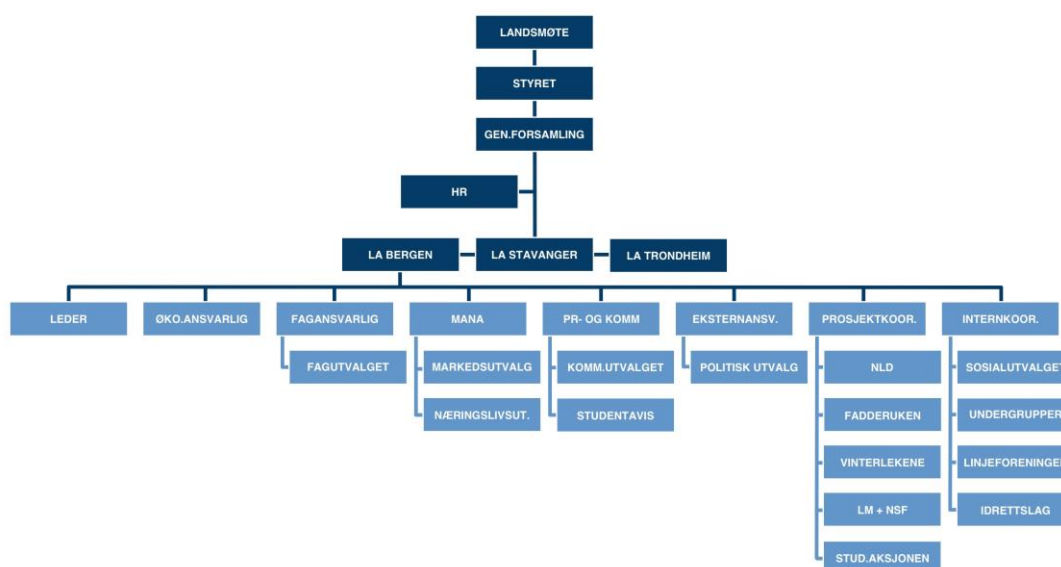 LANDSMØTE
STYRET
GEN.FORSAMLING
HR
LA BERGEN
LA STAVANGER
LA TRONDHEIM
LEDER
ØKO.ANSVARLIG
FAGANSVARLIG
MANA
PR- OG KOMM
EKSTERNANSV.
PROSJEKTKOOR.
INTERNKOOR.
FAGUTVALGET
MARKEDSUTVALG
KOMM.UTVALGET
POLITISK UTVALG
NLD
SOSIALUTVALGET
NÆRINGSLIVSUT.
STUDENTAVIS
FADDERUKEN
UNDERGRUPPER
VINTERLEKENE
LINJEFORENINGER
LM + NSF
IDRETTSLAG
STUD.AKSJONEN